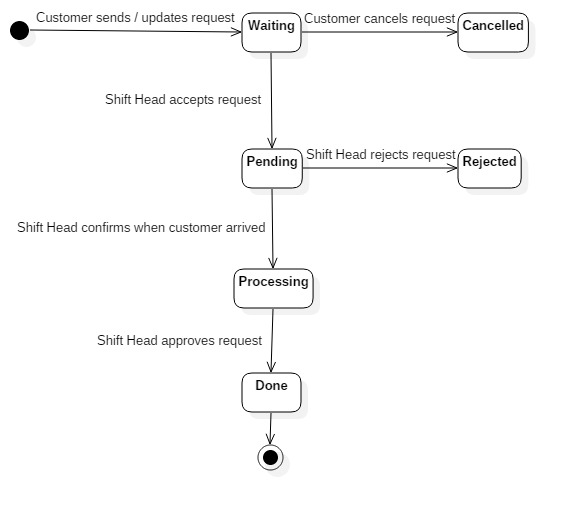 Customer sends / updates request
Waiting
Customer cancels request
Cancelled
Shift Head accepts request
Pending
Shift Head rejects request
Rejected
Shift Head confirms when customer arrived
Processing
Shift Head approves request
Done